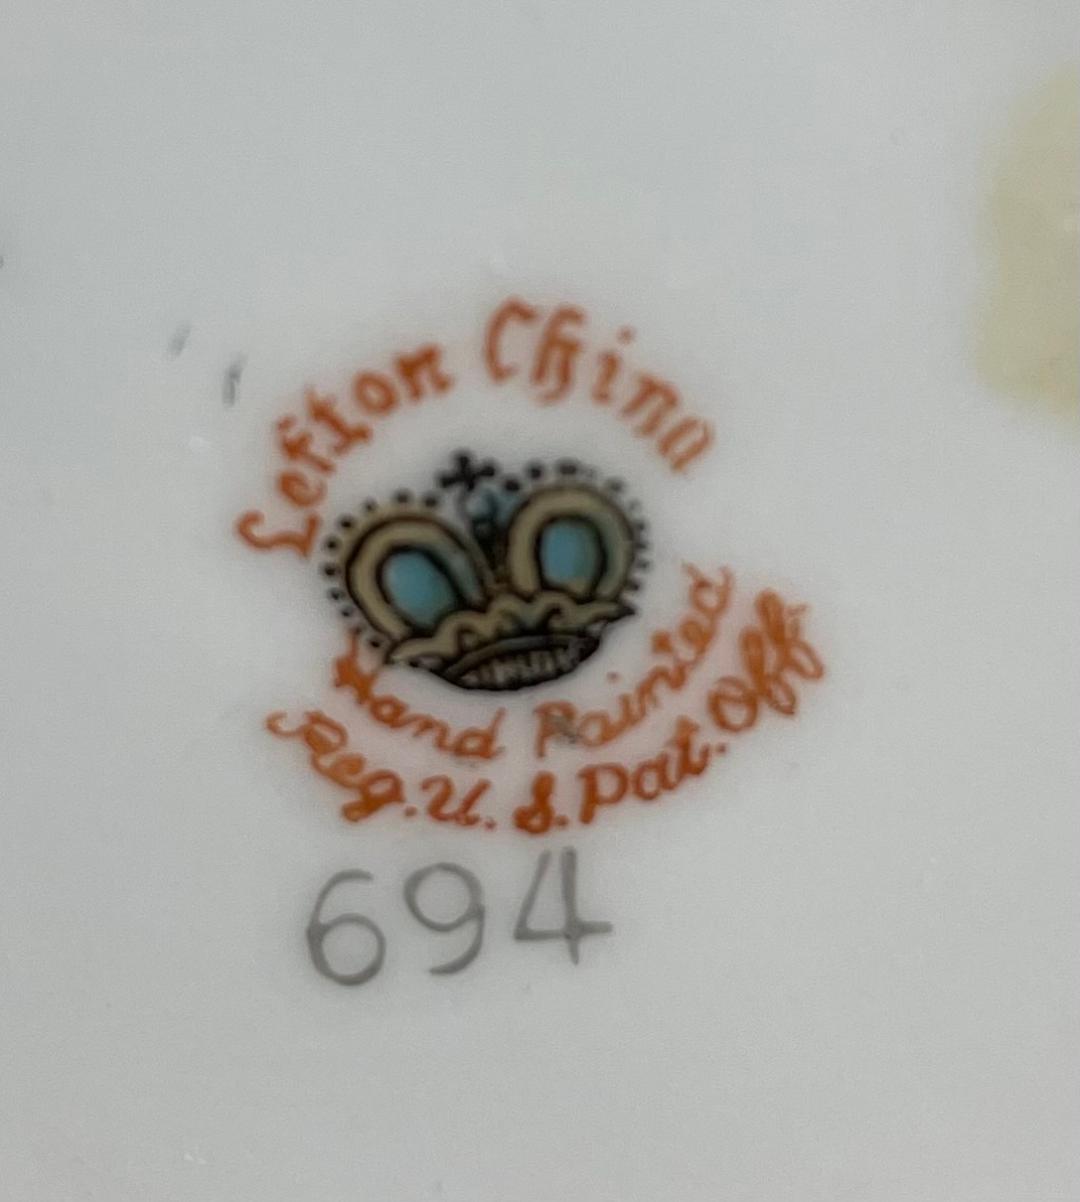 Lefton China
Hand Painted
Reg. U. S. Pat. Off.
694